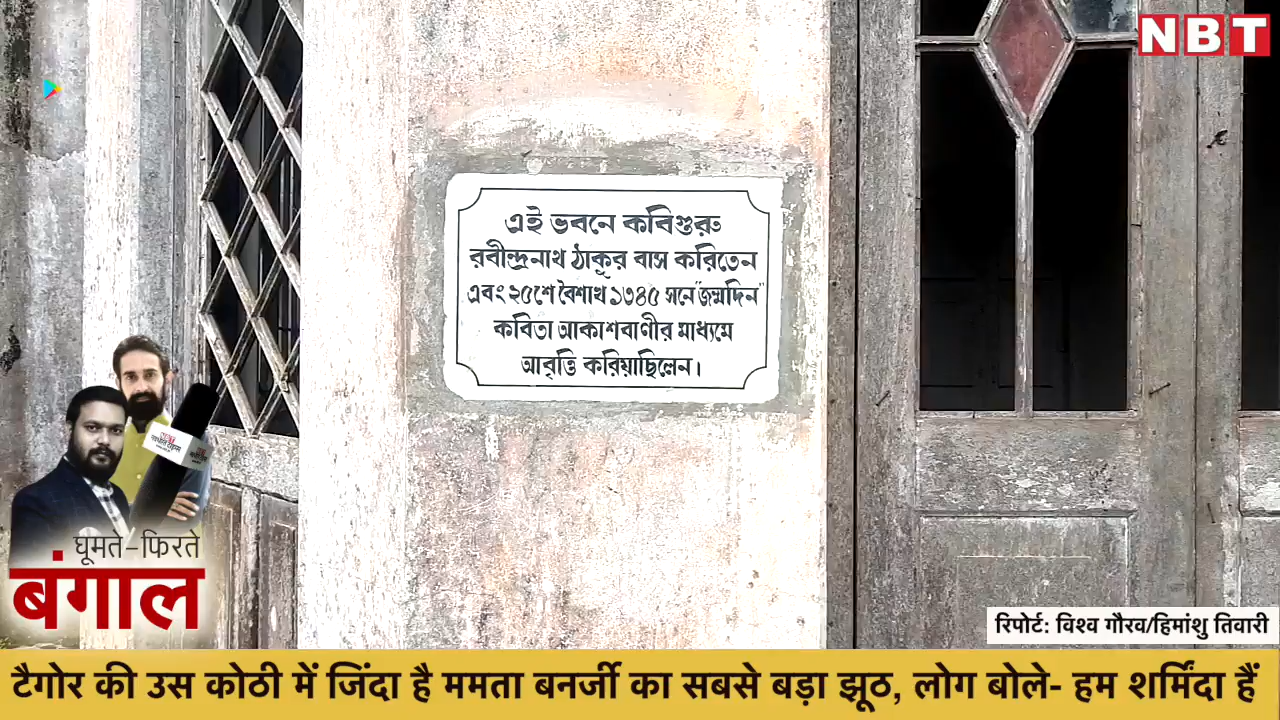 NBT
এই ভবনে কবিগুরু
রবীন্দ্রনাথ ঠাকুর বাস করিতেন
এবং ২৫শে বৈশাখ ১৩৪৫ সনে "জন্মদিন"
কবিতা আকাশবাণীর মাধ্যমে
আবৃত্তি করিয়াছিলেন।
घूमते-फिरते
बंगाल
रिपोर्ट: विश्व गौरव/हिमांशु तिवारी
टैगोर की उस कोठी में जिंदा है ममता बनर्जी का सबसे बड़ा झूठ, लोग बोले- हम शर्मिंदा हैं